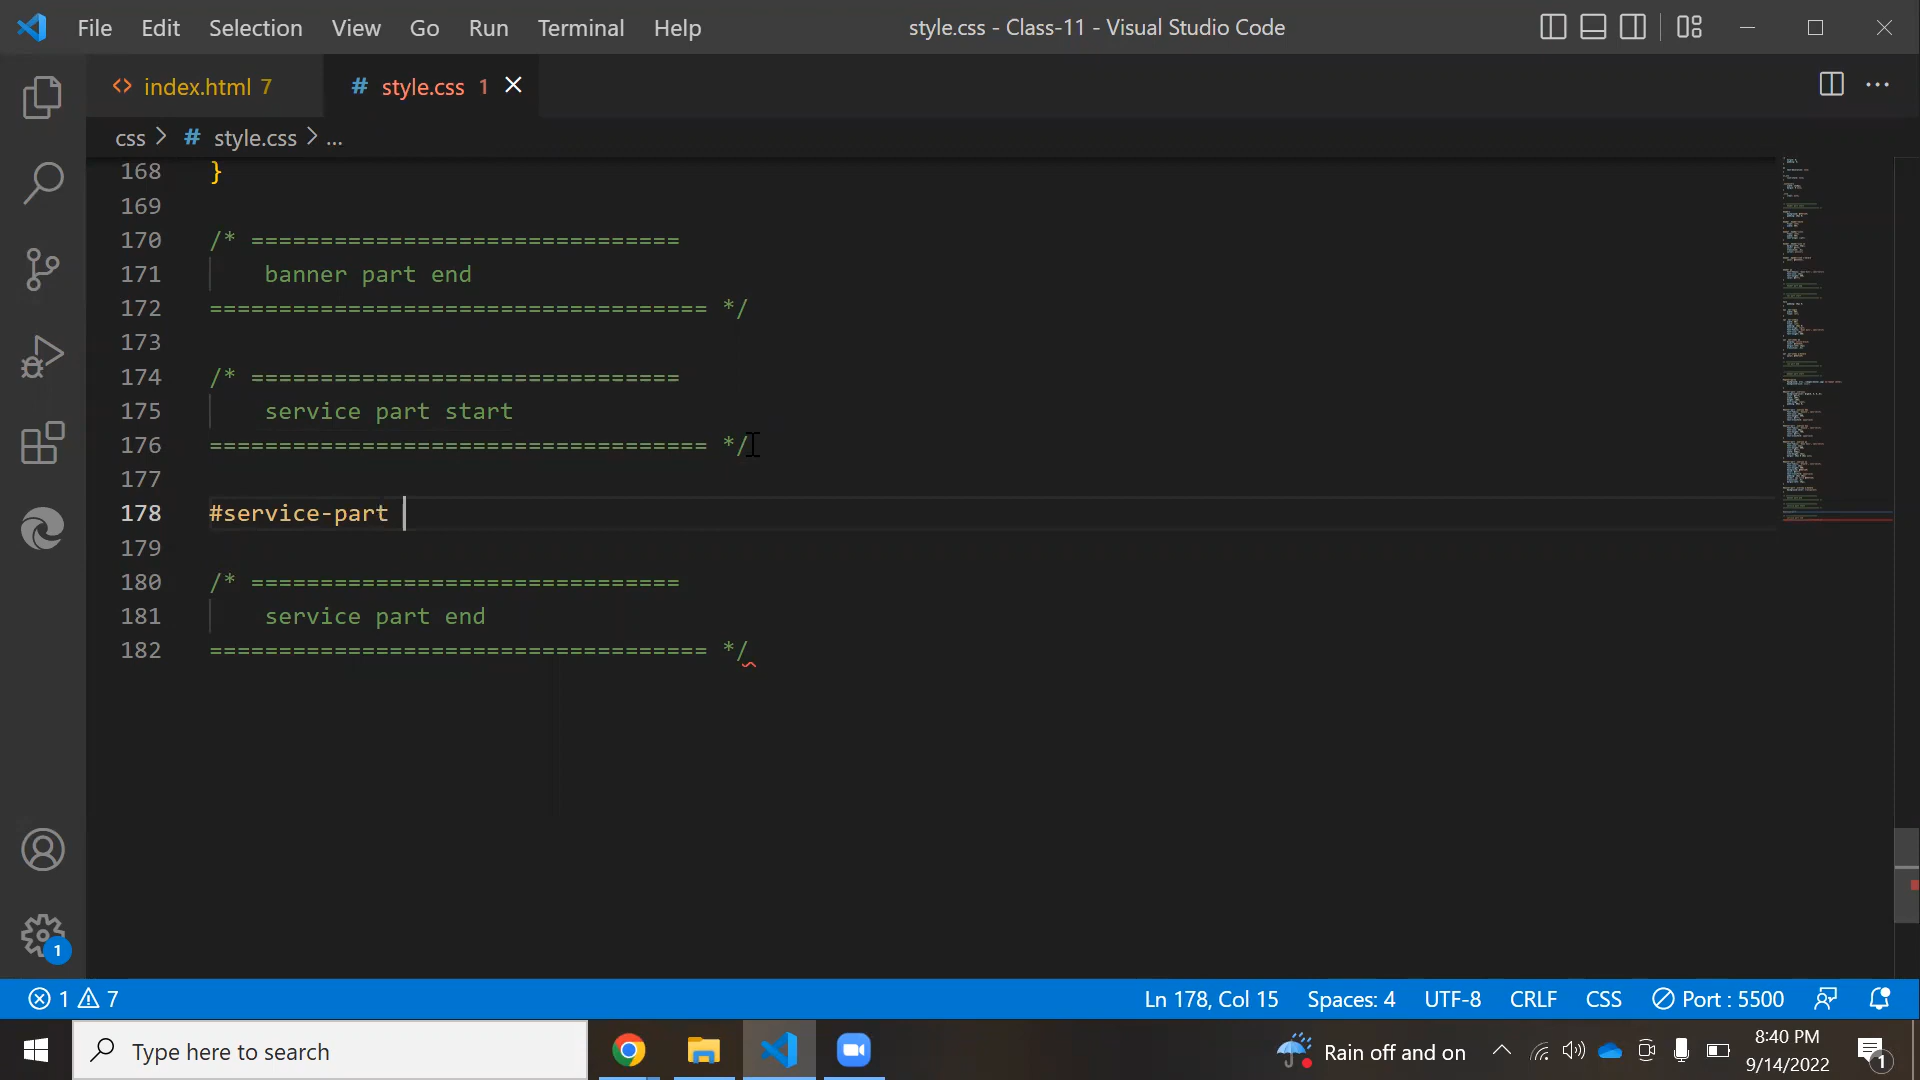 File Edit Selection View Go Run Terminal Help
style.css - Class-11 - Visual Studio Code
<> index.html 7 # style.css 1
css > # style.css > ...
168 }
169
170 /* ===============================
171 banner part end
172 ==================================== */
173
174 /* ===============================
175 service part start
176 ==================================== */
177
178 #service-part
179
180 /* ===============================
181 service part end
182 ==================================== */
1
1 7
Ln 178, Col 15 Spaces: 4 UTF-8 CRLF CSS Port : 5500
Type here to search
Rain off and on
8:40 PM
9/14/2022
1